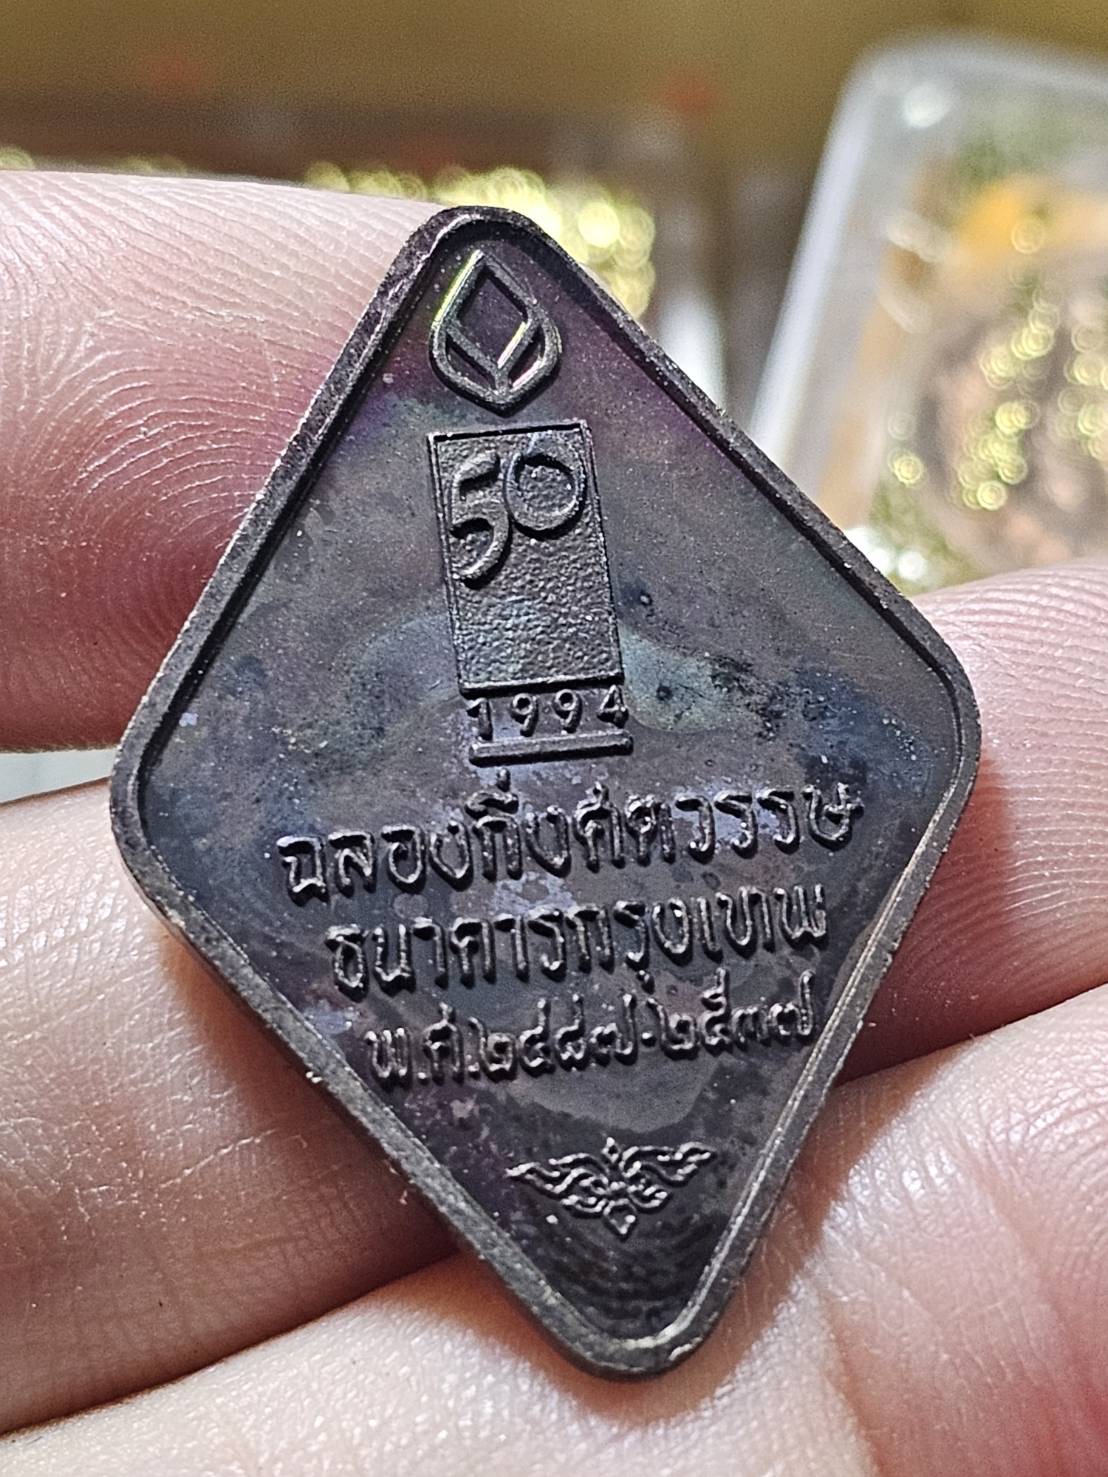 50
1994
ฉลองกึ่งศตวรรษ
ธนาคารกรุงเทพ
พ.ศ.๒๔๘๗-๒๕๓๗